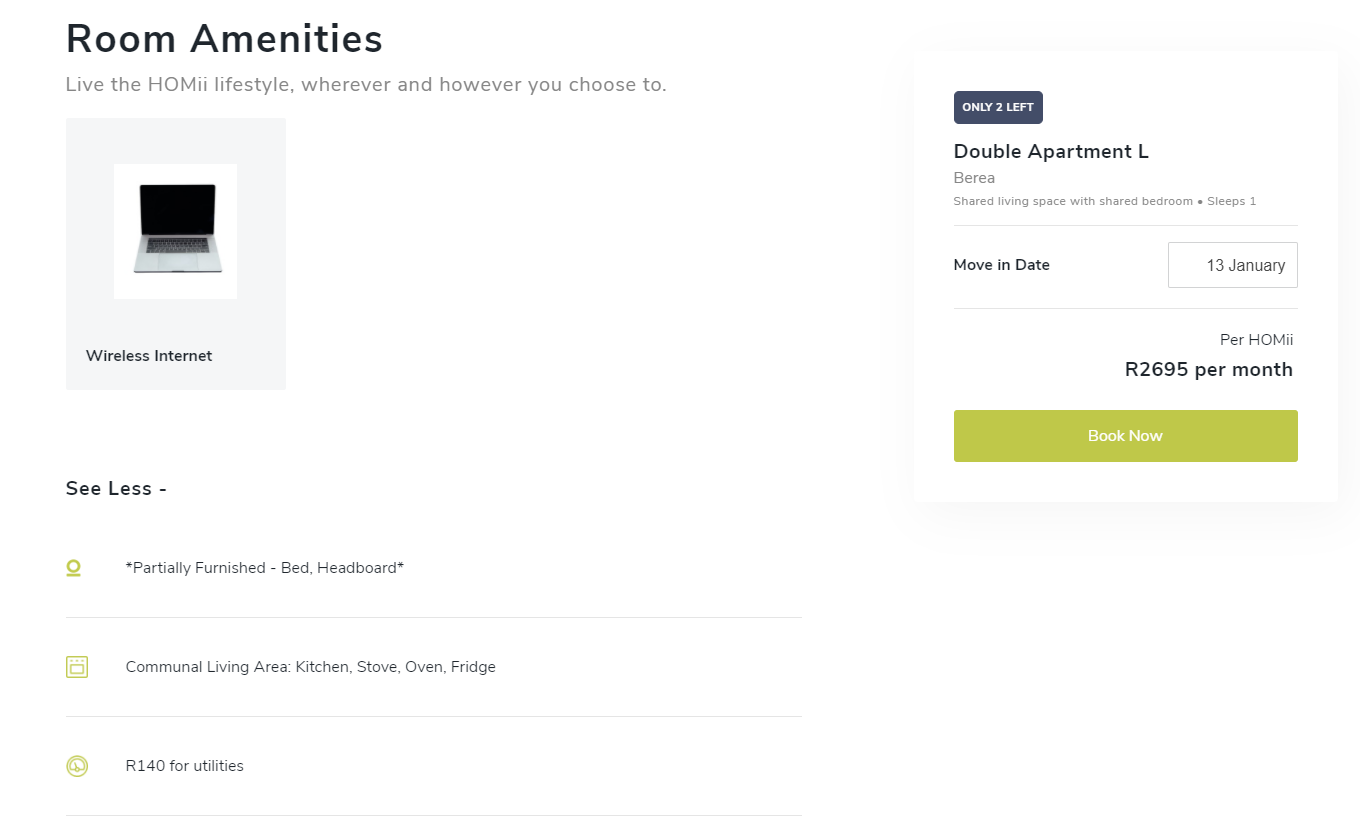 Room Amenities
Live the HOMii lifestyle, wherever and however you choose to.
Wireless Internet
See Less -
*Partially Furnished - Bed, Headboard*
Communal Living Area: Kitchen, Stove, Oven, Fridge
R140 for utilities
ONLY 2 LEFT
Double Apartment L
Berea
Shared living space with shared bedroom • Sleeps 1
Move in Date 13 January
Per HOMii
R2695 per month
Book Now